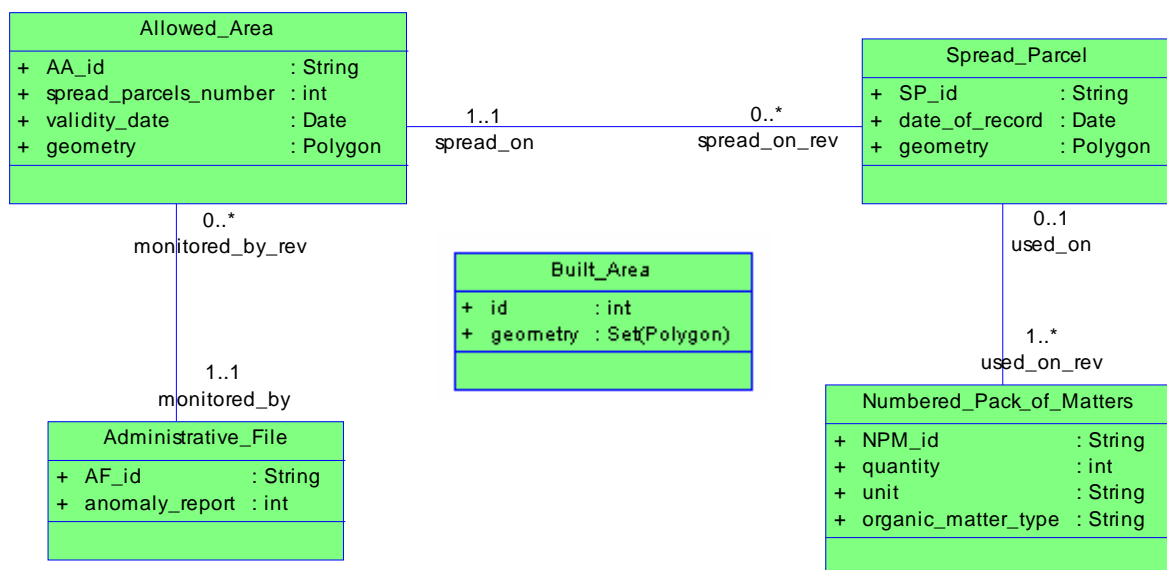 Allowed_Area
+ AA_id : String
+ spread_parcels_number : int
+ validity_date : Date
+ geometry : Polygon
1..1
spread_on
0..*
spread_on_rev
Spread_Parcel
+ SP_id : String
+ date_of_record : Date
+ geometry : Polygon
0..*
monitored_by_rev
0..1
used_on
Built_Area
+ id : int
+ geometry : Set(Polygon)
1..1
monitored_by
1..*
used_on_rev
Administrative_File
+ AF_id : String
+ anomaly_report : int
Numbered_Pack_of_Matters
+ NPM_id : String
+ quantity : int
+ unit : String
+ organic_matter_type : String